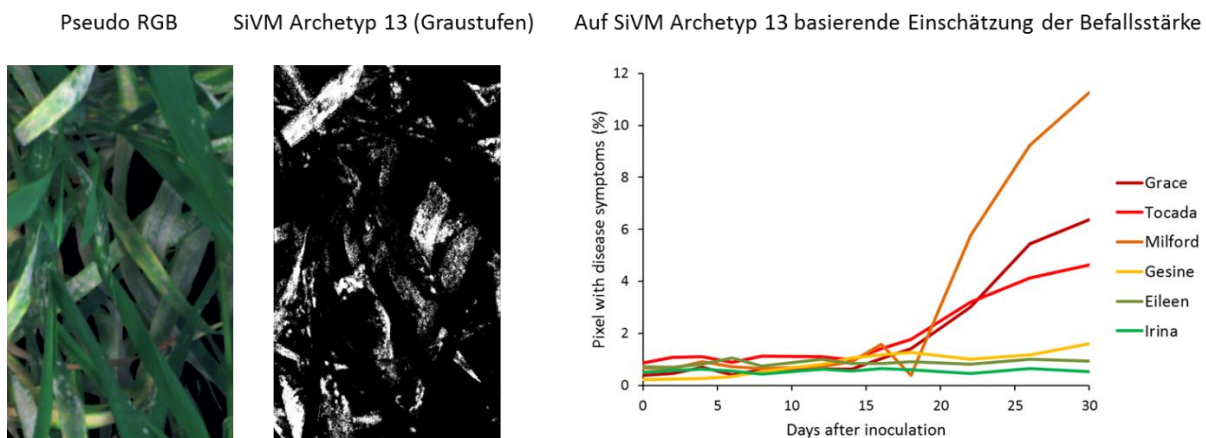 Pseudo RGB
SiVM Archetyp 13 (Graustufen)
Auf SiVM Archetyp 13 basierende Einschätzung der Befallsstärke
Pixel with disease symptoms (%)
12
10
8
6
4
2
0
0
5
10
15
20
25
30
Days after inoculation
Grace
Tocada
Milford
Gesine
Eileen
Irina